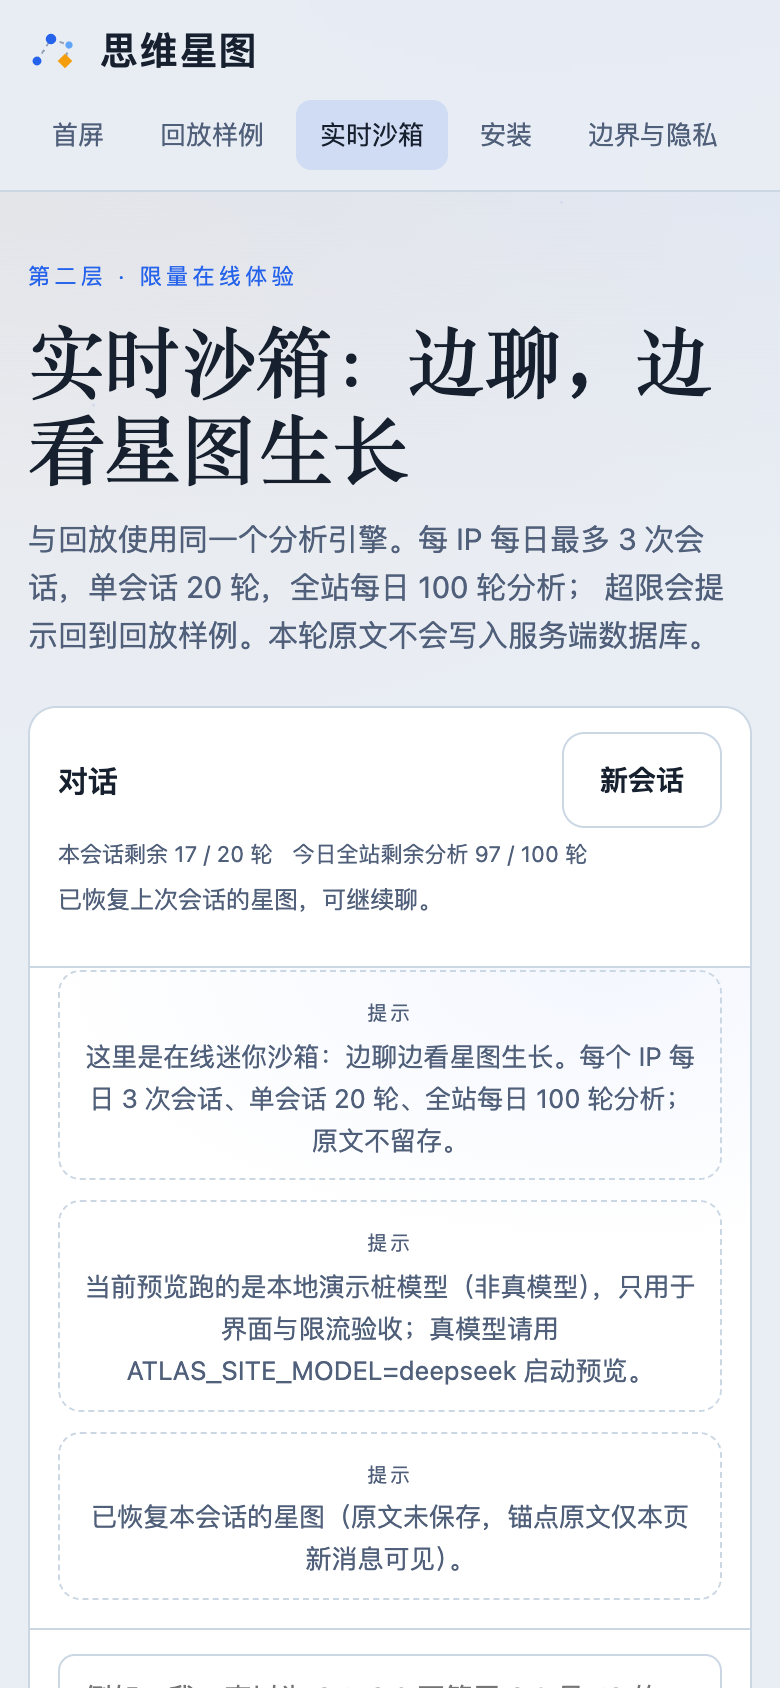 思维星图
首屏 回放样例 实时沙箱 安装 边界与隐私
第二层 · 限量在线体验
实时沙箱：边聊，边
看星图生长
与回放使用同一个分析引擎。每 IP 每日最多 3 次会
话，单会话 20 轮，全站每日 100 轮分析； 超限会提
示回到回放样例。本轮原文不会写入服务端数据库。
对话
新会话
本会话剩余 17 / 20 轮 今日全站剩余分析 97 / 100 轮
已恢复上次会话的星图，可继续聊。
提示
这里是在线迷你沙箱：边聊边看星图生长。每个 IP 每
日 3 次会话、单会话 20 轮、全站每日 100 轮分析；
原文不留存。
提示
当前预览跑的是本地演示桩模型（非真模型），只用于
界面与限流验收；真模型请用
ATLAS_SITE_MODEL=deepseek 启动预览。
提示
已恢复本会话的星图（原文未保存，锚点原文仅本页
新消息可见）。